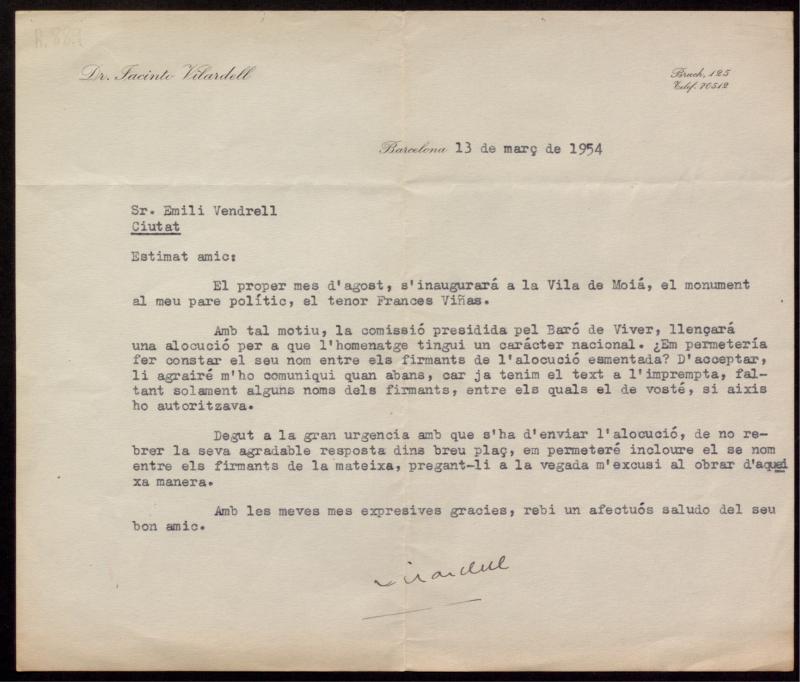 R. 889
Dr. Jacinto Vilardell
Bruch, 125
Telef. 70512
Barcelona 13 de març de 1954
Sr. Emili Vendrell
Ciutat
Estimat amic:
El proper mes d'agost, s'inaugurará a la Vila de Moiá, el monument
al meu pare polític, el tenor Frances Viñas.
Amb tal motiu, la comissió presidida pel Baró de Viver, llençará
una alocució per a que l'homenatge tingui un carácter nacional. ¿Em permetería
fer constar el seu nom entre els firmants de l'alocució esmentada? D'acceptar,
li agrairé m'ho comuniqui quan abans, car ja tenim el text a l'imprempta, fal-
tant solament alguns noms dels firmants, entre els quals el de vosté, si aixis
ho autoritzava.
Degut a la gran urgencia amb que s'ha d'enviar l'alocució, de no re-
brer la seva agradable resposta dins breu plaç, em permeteré incloure el se nom
entre els firmants de la mateixa, pregant-li a la vegada m'excusi al obrar d'aquei
xa manera.
Amb les meves mes expresives gracies, rebi un afectuós saludo del seu
bon amic.
Vilardell